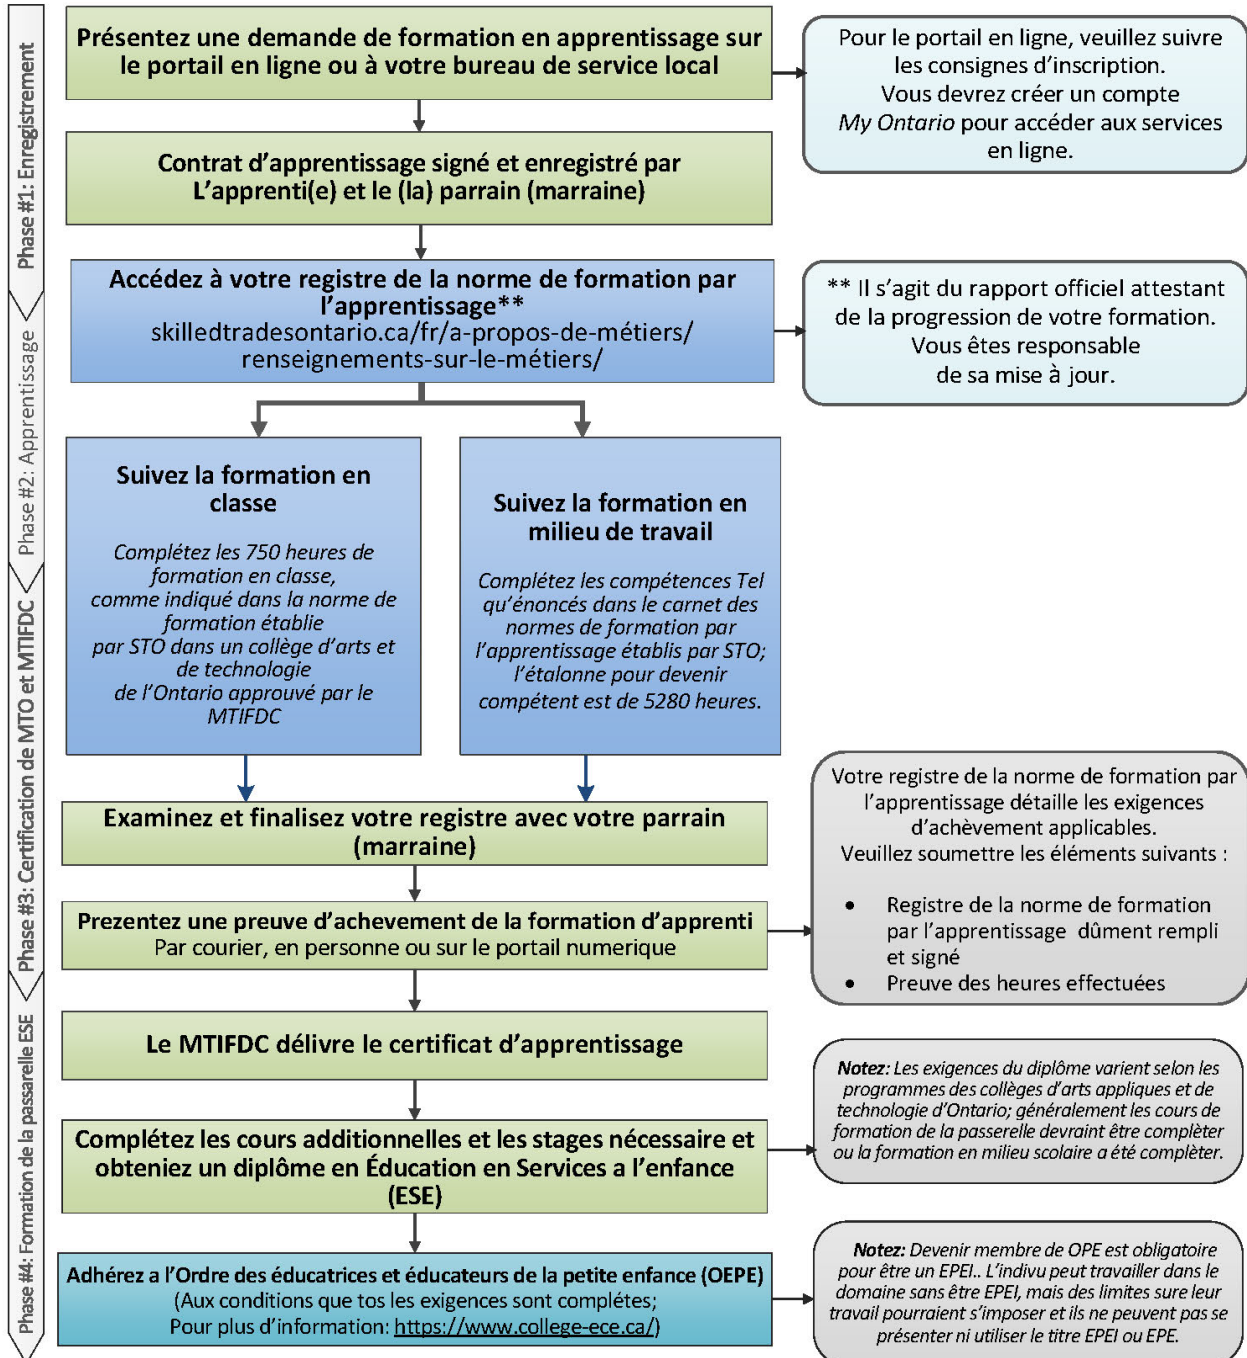 Phase #1: Enregistrement
Présentez une demande de formation en apprentissage sur
le portail en ligne ou à votre bureau de service local
Pour le portail en ligne, veuillez suivre
les consignes d’inscription.
Vous devrez créer un compte
My Ontario pour accéder aux services
en ligne.
Contrat d’apprentissage signé et enregistré par
L’apprenti(e) et le (la) parrain (marraine)
Phase #2: Apprentissage
Accédez à votre registre de la norme de formation par
l’apprentissage**
skilledtradesontario.ca/fr/a-propos-de-métiers/
renseignements-sur-le-métiers/
** Il s’agit du rapport officiel attestant
de la progression de votre formation.
Vous êtes responsable
de sa mise à jour.
Suivez la formation en
classe
Complétez les 750 heures de
formation en classe,
comme indiqué dans la norme de
formation établie
par STO dans un collège d’arts et
de technologie
de l’Ontario approuvé par le
MTIFDC
Suivez la formation en
milieu de travail
Complétez les compétences Tel
qu’énoncés dans le carnet des
normes de formation par
l’apprentissage établis par STO;
l’étalonne pour devenir
compétent est de 5280 heures.
Phase #3: Certification de MTO et MTIFDC
Examinez et finalisez votre registre avec votre parrain
(marraine)
Prezentez une preuve d’achevement de la formation d’apprenti
Par courier, en personne ou sur le portail numerique
Votre registre de la norme de formation par
l’apprentissage détaille les exigences
d’achèvement applicables.
Veuillez soumettre les éléments suivants :
• Registre de la norme de formation
par l’apprentissage dûment rempli
et signé
• Preuve des heures effectuées
Le MTIFDC délivre le certificat d’apprentissage
Phase #4: Formation de la passarelle ESE
Complétez les cours additionnelles et les stages nécessaire et
obteniez un diplôme en Éducation en Services a l’enfance
(ESE)
Notez: Les exigences du diplôme varient selon les
programmes des collèges d’arts appliques et de
technologie d’Ontario; généralement les cours de
formation de la passerelle devraint être complèter
ou la formation en milieu scolaire a été complèter.
Adhérez a l’Ordre des éducatrices et éducateurs de la petite enfance (OEPE)
(Aux conditions que tos les exigences sont complétes;
Pour plus d’information: https://www.college-ece.ca/)
Notez: Devenir membre de OPE est obligatoire
pour être un EPEI.. L’indivu peut travailler dans le
domaine sans être EPEI, mais des limites sure leur
travail pourraient s’imposer et ils ne peuvent pas se
présenter ni utiliser le titre EPEI ou EPE.